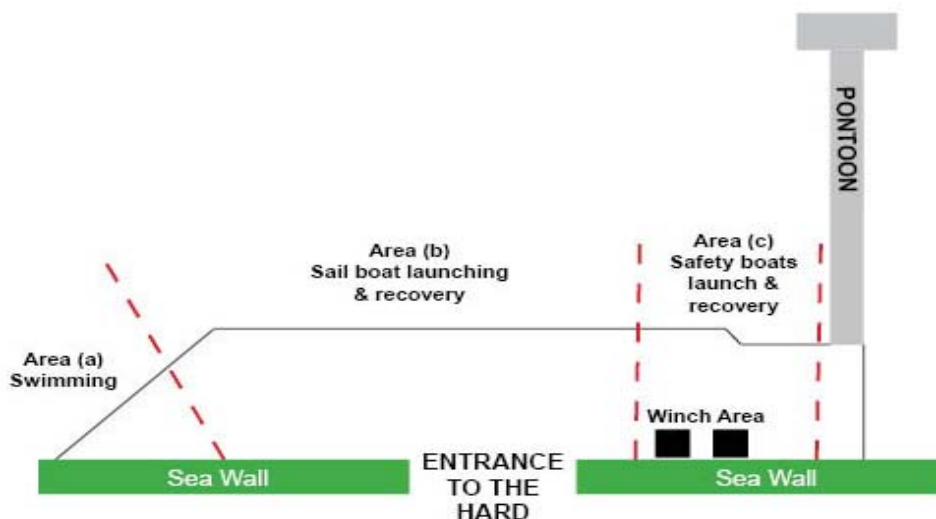 PONTOON
Area (b)
Sail boat launching
& recovery
Area (c)
Safety boats
launch &
recovery
Area (a)
Swimming
Winch Area
Sea Wall
ENTRANCE
TO THE
HARD
Sea Wall